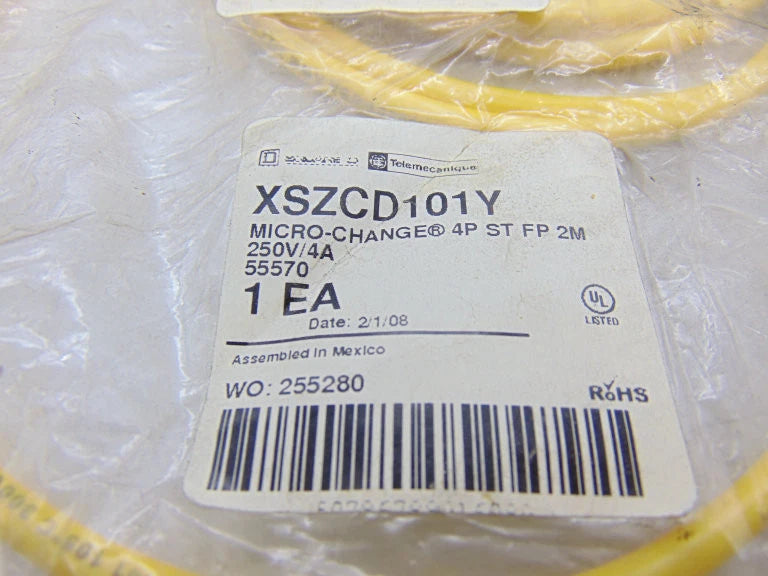 Telemecanique
XSZCD101Y
MICRO-CHANGE® 4P ST FP 2M
250V/4A
55570
1 EA
Date: 2/1/08
UL
LISTED
Assembled in Mexico
WO: 255280
RoHS